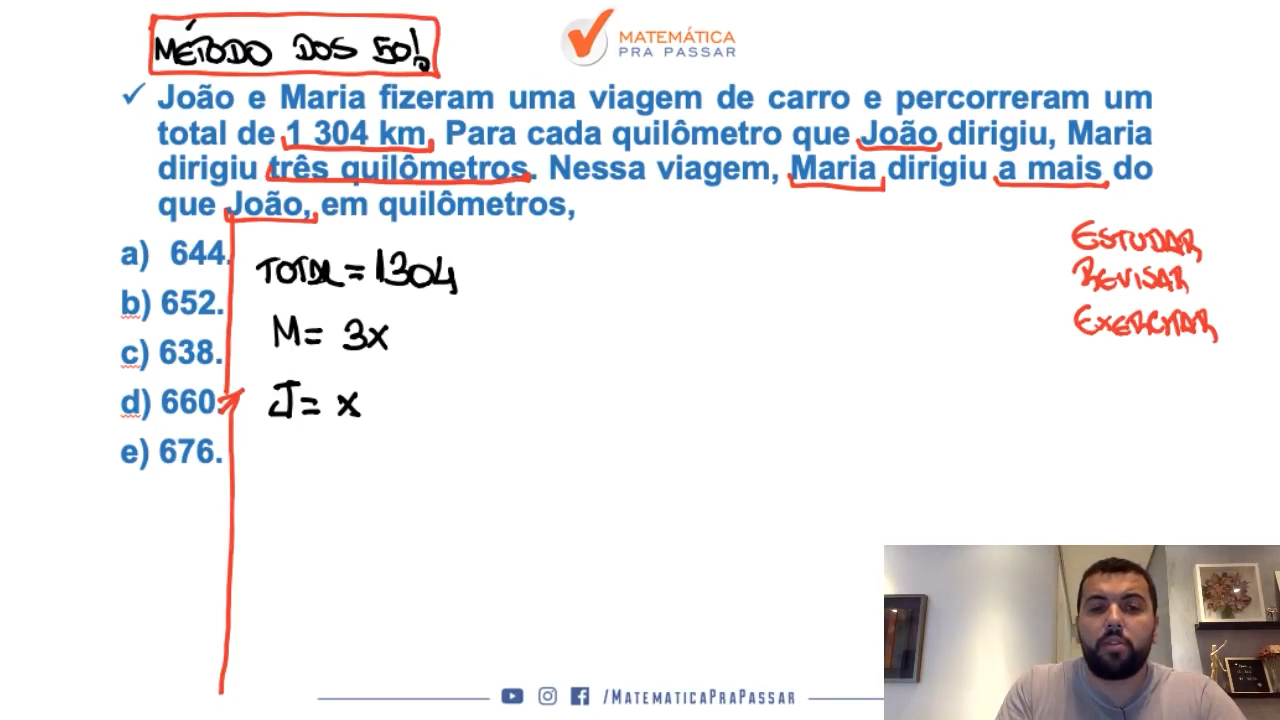 MÉTODO DOS 50!
MATEMÁTICA
PRA PASSAR
✓ João e Maria fizeram uma viagem de carro e percorreram um
total de 1 304 km. Para cada quilômetro que João dirigiu, Maria
dirigiu três quilômetros. Nessa viagem, Maria dirigiu a mais do
que João, em quilômetros,
a) 644.
b) 652.
c) 638.
d) 660.
e) 676.
TOTAL = 1304
M = 3x
J = x
ESTUDAR
REVISAR
EXERCITAR
/MATEMATICAPRAPASSAR